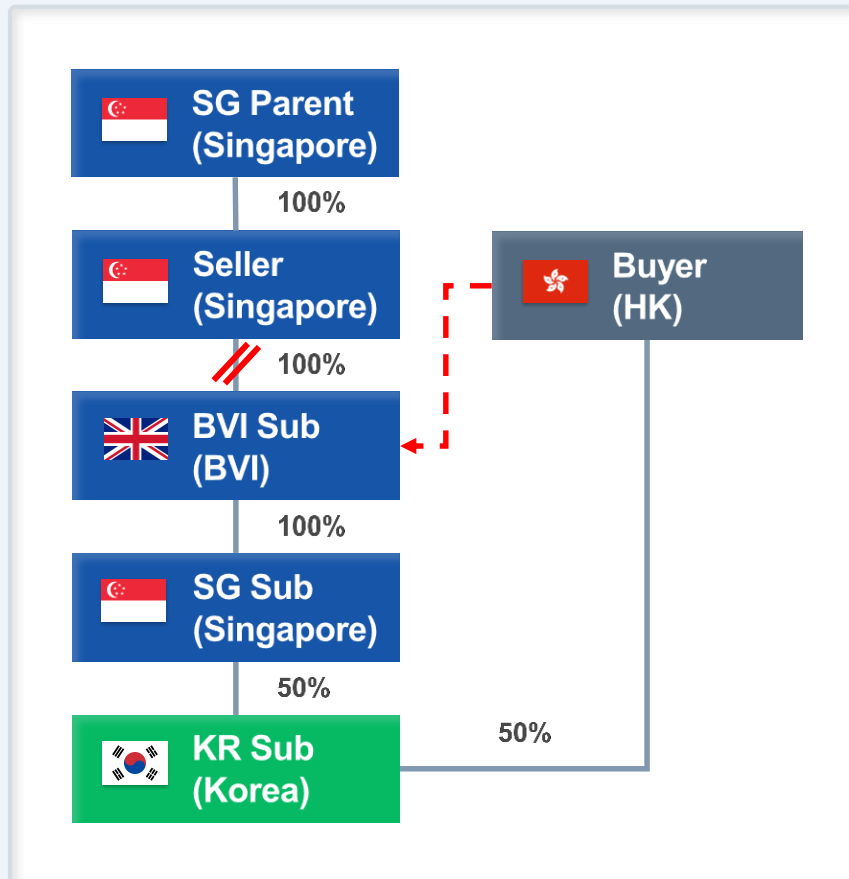 SG Parent
(Singapore)
100%
Seller
(Singapore)
Buyer
(HK)
100%
BVI Sub
(BVI)
100%
SG Sub
(Singapore)
50%
KR Sub
(Korea)
50%